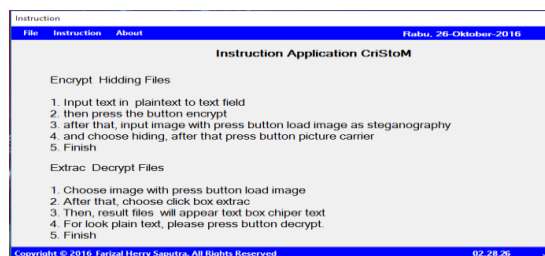 Instruction
File Instruction About Rabu, 26-Oktober-2016
Instruction Application CriStoM
Encrypt Hidding Files
1. Input text in plaintext to text field
2. then press the button encrypt
3. after that, input image with press button load image as steganography
4. and choose hiding, after that press button picture carrier
5. Finish
Extrac Decrypt Files
1. Choose image with press button load image
2. After that, choose click box extrac
3. Then, result files will appear text box chiper text
4. For look plain text, please press button decrypt.
5. Finish
Copyright © 2016 Farizal Herry Saputra. All Rights Reserved 02.28.26